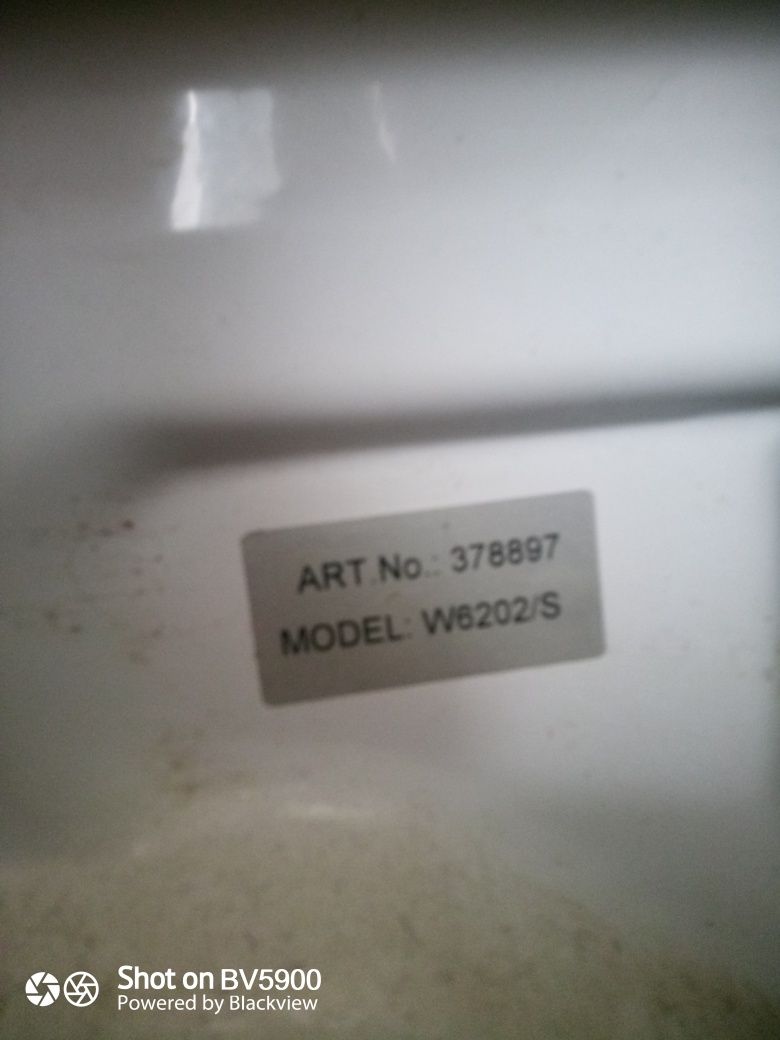 ART.No.: 378897
MODEL: W6202/S
Shot on BV5900
Powered by Blackview